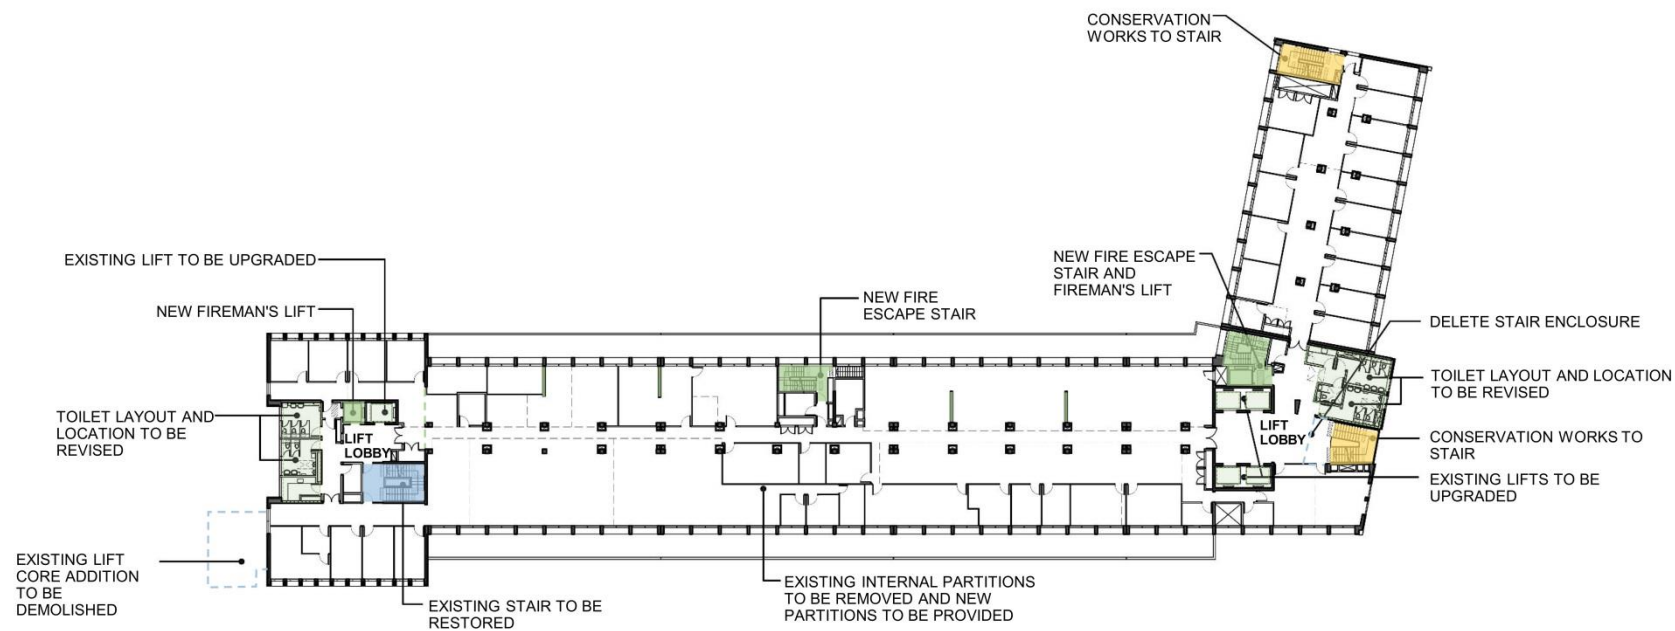 CONSERVATION
WORKS TO STAIR
EXISTING LIFT TO BE UPGRADED
NEW FIREMAN'S LIFT
NEW FIRE
ESCAPE STAIR
NEW FIRE ESCAPE
STAIR AND
FIREMAN'S LIFT
DELETE STAIR ENCLOSURE
TOILET LAYOUT AND LOCATION
TO BE REVISED
TOILET LAYOUT AND
LOCATION TO BE
REVISED
LIFT
LOBBY
LIFT
LOBBY
CONSERVATION WORKS TO
STAIR
EXISTING LIFTS TO BE
UPGRADED
EXISTING LIFT
CORE ADDITION
TO BE
DEMOLISHED
EXISTING STAIR TO BE
RESTORED
EXISTING INTERNAL PARTITIONS
TO BE REMOVED AND NEW
PARTITIONS TO BE PROVIDED